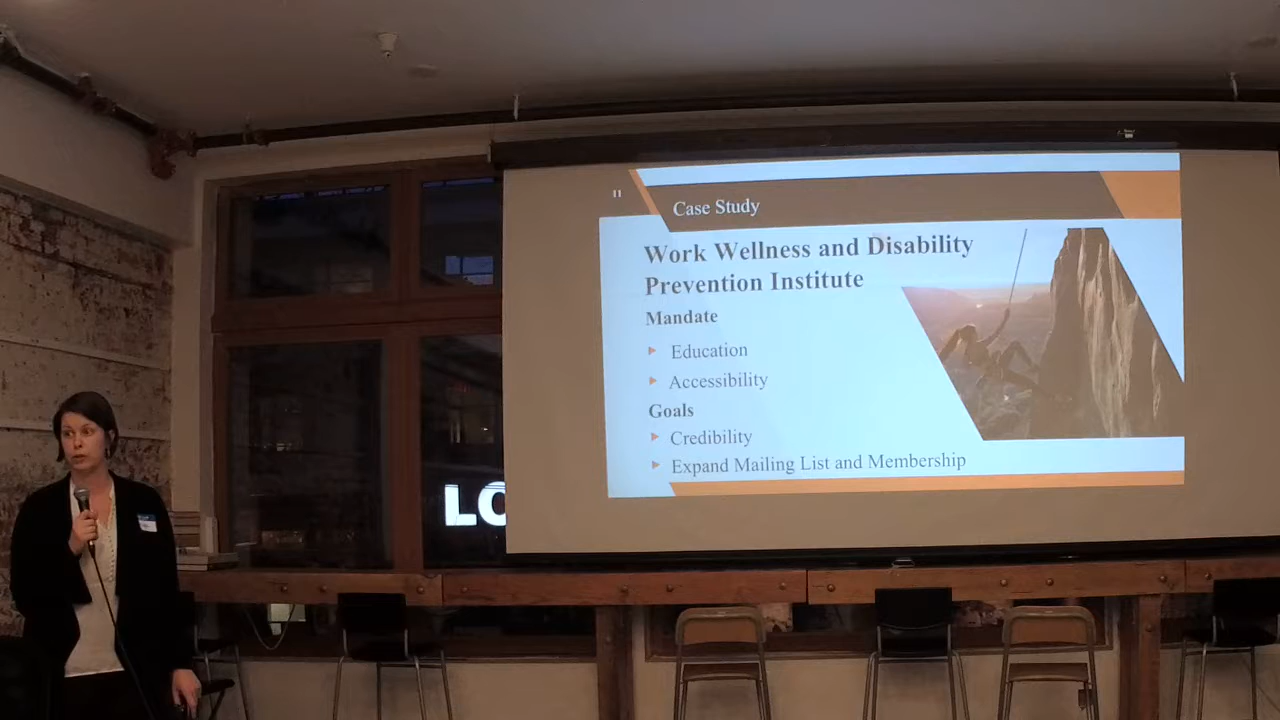 11
Case Study
Work Wellness and Disability
Prevention Institute
Mandate
Education
Accessibility
Goals
Credibility
Expand Mailing List and Membership
LO